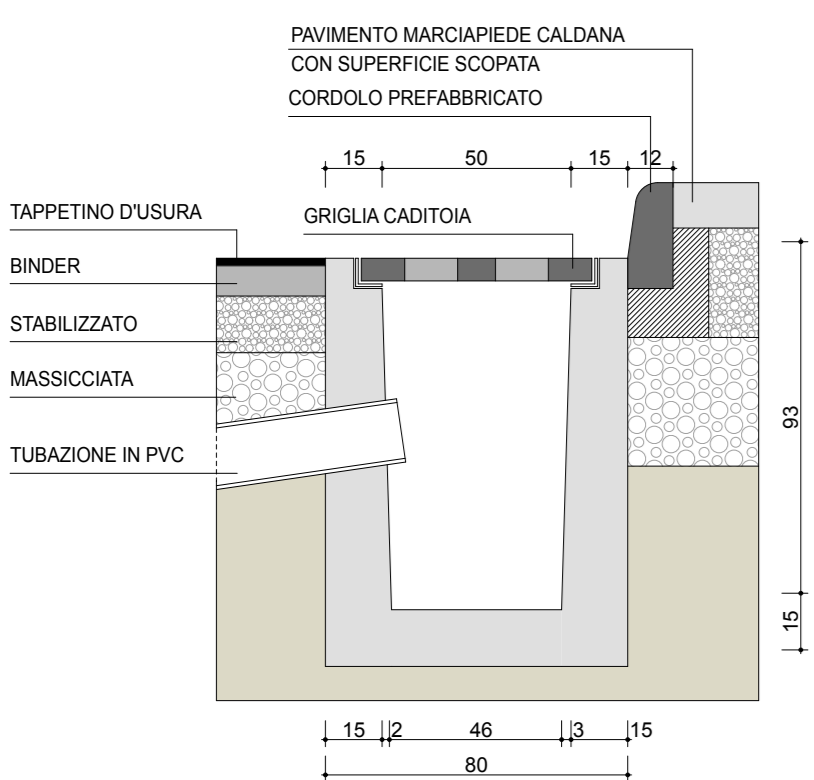 PAVIMENTO MARCIAPIEDE CALDANA
CON SUPERFICIE SCOPATA
CORDOLO PREFABBRICATO
15 50 15 12
TAPPETINO D'USURA
GRIGLIA CADITOIA
BINDER
STABILIZZATO
MASSICCIATA
93
TUBAZIONE IN PVC
15
15 2 46 3 15
80